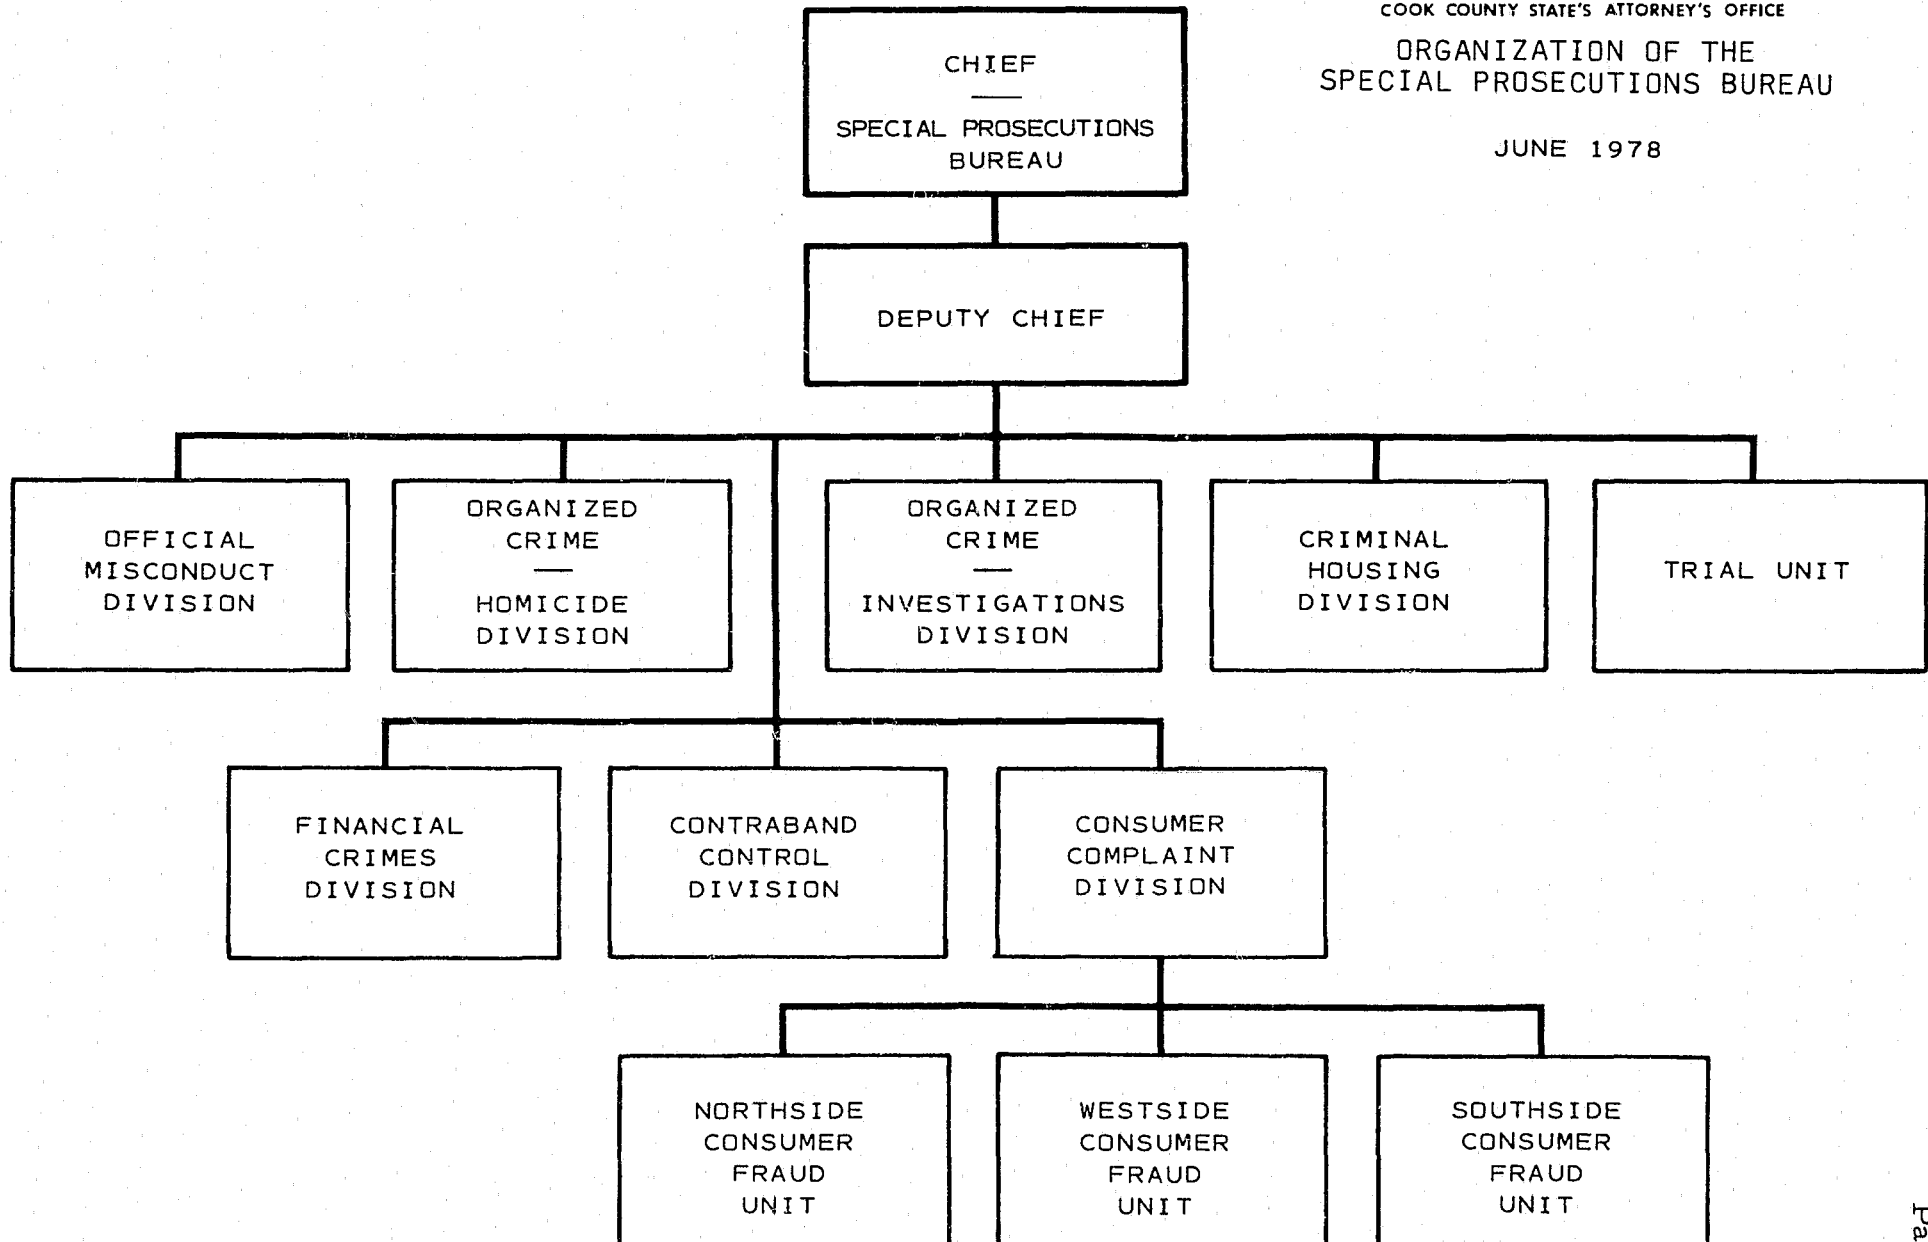 COOK COUNTY STATE'S ATTORNEY'S OFFICE
ORGANIZATION OF THE
SPECIAL PROSECUTIONS BUREAU
JUNE 1978
CHIEF
SPECIAL PROSECUTIONS
BUREAU
DEPUTY CHIEF
OFFICIAL
MISCONDUCT
DIVISION
ORGANIZED
CRIME
HOMICIDE
DIVISION
ORGANIZED
CRIME
INVESTIGATIONS
DIVISION
CRIMINAL
HOUSING
DIVISION
TRIAL UNIT
FINANCIAL
CRIMES
DIVISION
CONTRABAND
CONTROL
DIVISION
CONSUMER
COMPLAINT
DIVISION
NORTHSIDE
CONSUMER
FRAUD
UNIT
WESTSIDE
CONSUMER
FRAUD
UNIT
SOUTHSIDE
CONSUMER
FRAUD
UNIT